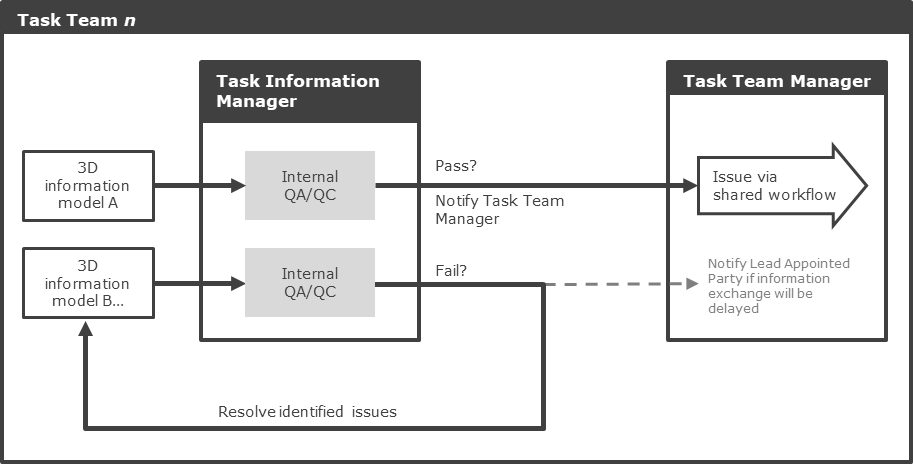 Task Team n
Task Information
Manager
Task Team Manager
3D
information
model A
Internal
QA/QC
Pass?
Notify Task Team
Manager
Issue via
shared workflow
3D
information
model B...
Internal
QA/QC
Fail?
Notify Lead Appointed
Party if information
exchange will be
delayed
Resolve identified issues